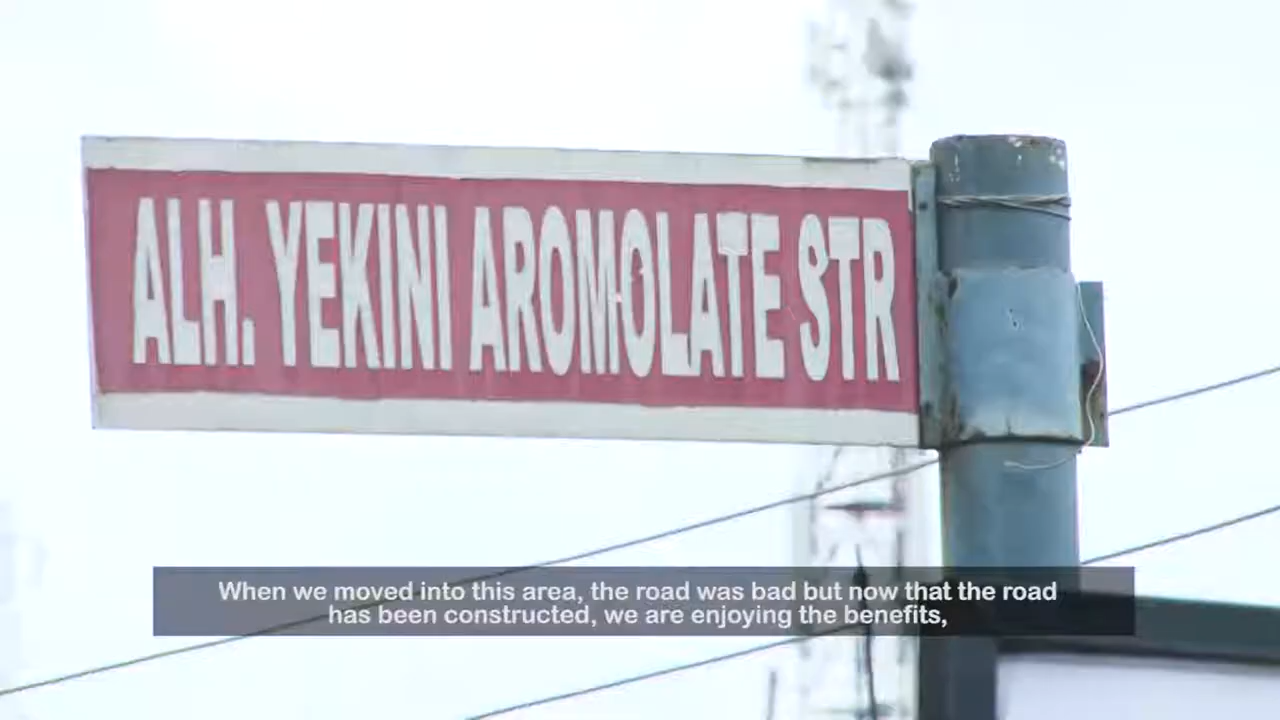 ALH. YEKINI AROMOLATE STR
When we moved into this area, the road was bad but now that the road
has been constructed, we are enjoying the benefits,